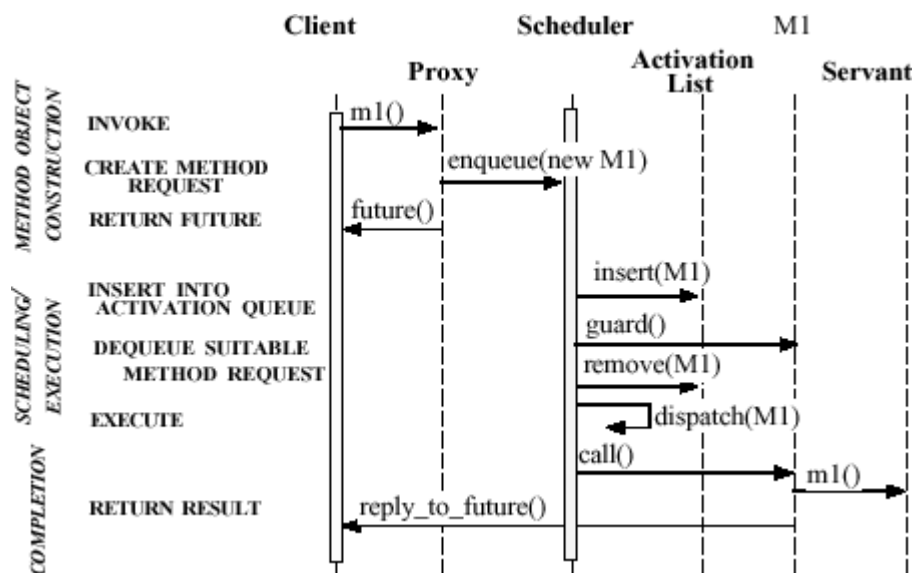 Client
Scheduler
M1
Proxy
Activation
List
Servant
METHOD OBJECT
CONSTRUCTION
INVOKE
m1()
CREATE METHOD
REQUEST
enqueue(new M1)
RETURN FUTURE
future()
SCHEDULING/
EXECUTION
INSERT INTO
ACTIVATION QUEUE
insert(M1)
guard()
DEQUEUE SUITABLE
METHOD REQUEST
remove(M1)
EXECUTE
dispatch(M1)
COMPLETION
call()
m1()
RETURN RESULT
reply_to_future()